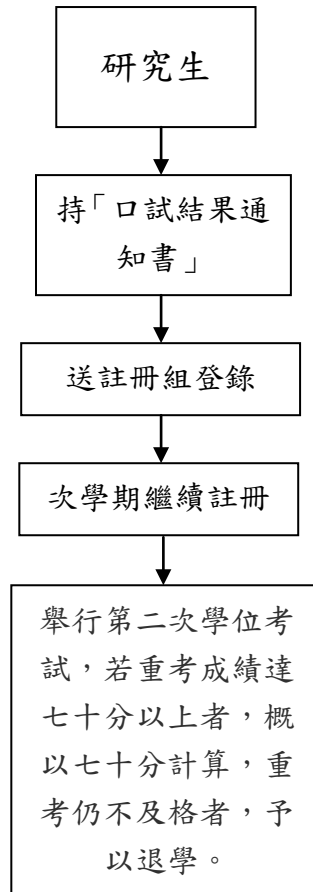 研究生
持「口試結果通
知書」
送註冊組登錄
次學期繼續註冊
舉行第二次學位考
試，若重考成績達
七十分以上者，概
以七十分計算，重
考仍不及格者，予
以退學。